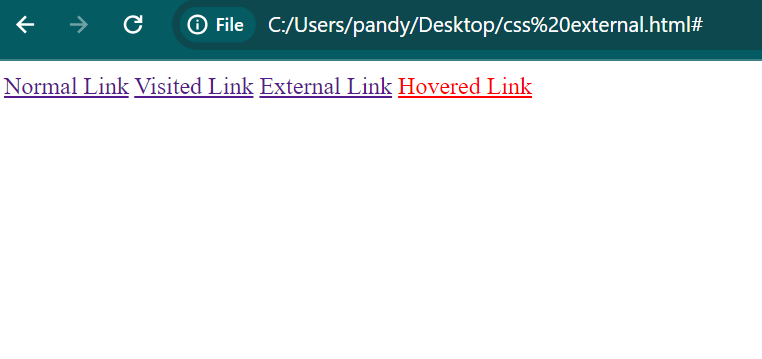 File C:/Users/pandy/Desktop/css%20external.html#
Normal Link Visited Link External Link Hovered Link